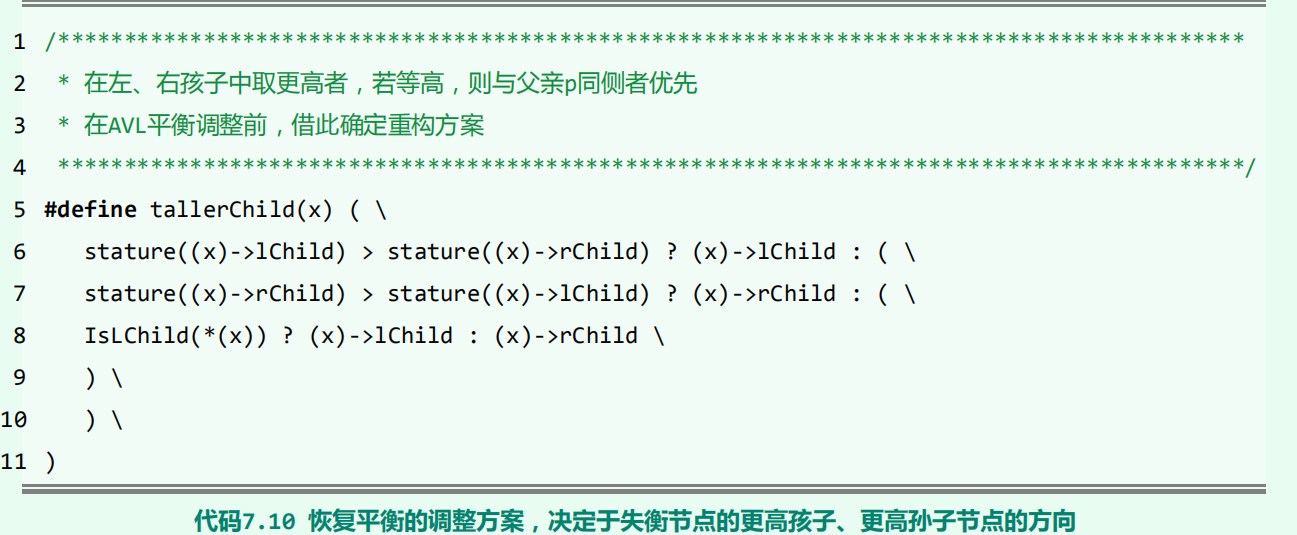 1 /******************************************************************************************
2  * 在左、右孩子中取更高者，若等高，则与父亲p同侧者优先
3  * 在AVL平衡调整前，借此确定重构方案
4  ******************************************************************************************/
5 #define tallerChild(x) ( \
6    stature((x)->lChild) > stature((x)->rChild) ? (x)->lChild : ( \
7    stature((x)->rChild) > stature((x)->lChild) ? (x)->rChild : ( \
8    IsLChild(*(x)) ? (x)->lChild : (x)->rChild \
9    ) \
10    ) \
11 )
代码7.10 恢复平衡的调整方案，决定于失衡节点的更高孩子、更高孙子节点的方向